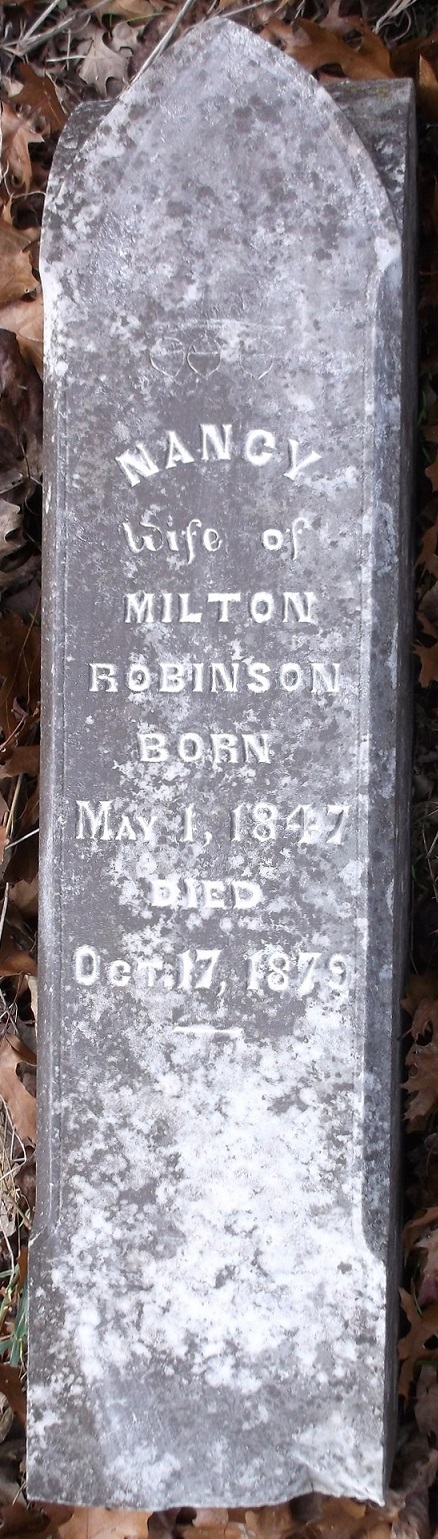 NANCY
Wife of
MILTON
ROBINSON
BORN
MAY 1, 1847
DIED
OCT. 17, 1879